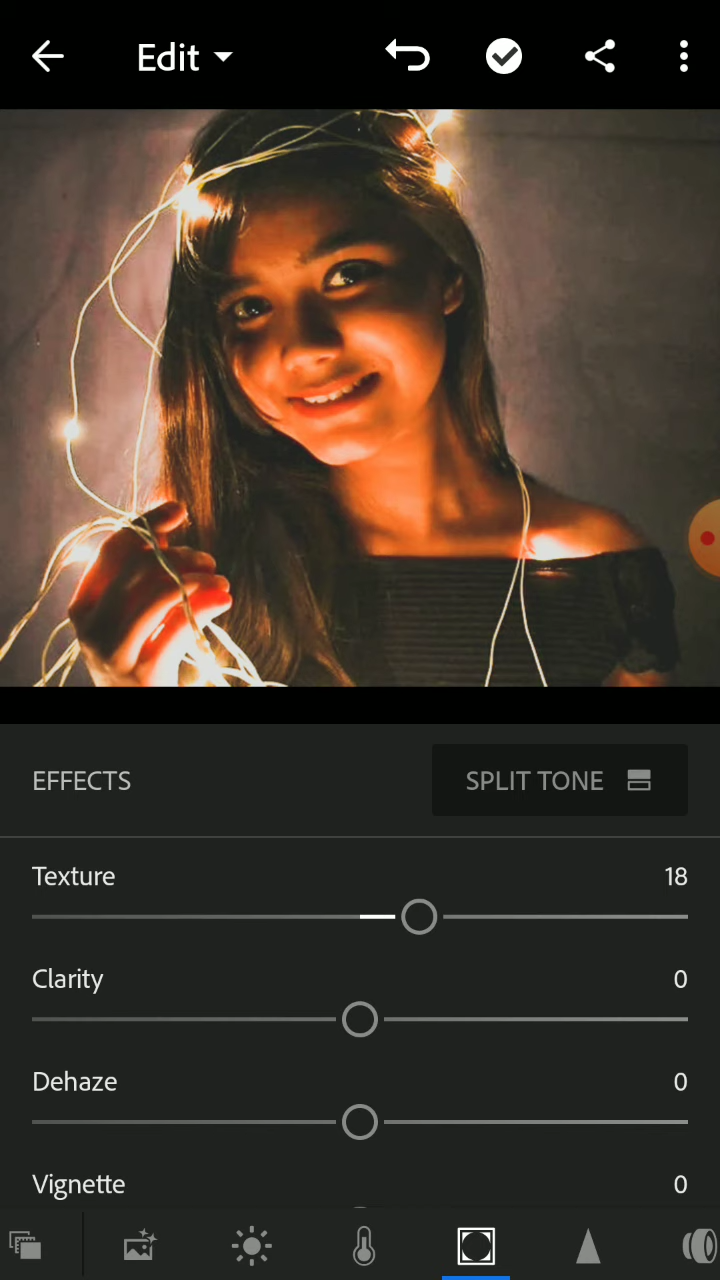 Edit
EFFECTS
SPLIT TONE
Texture 18
Clarity 0
Dehaze 0
Vignette 0